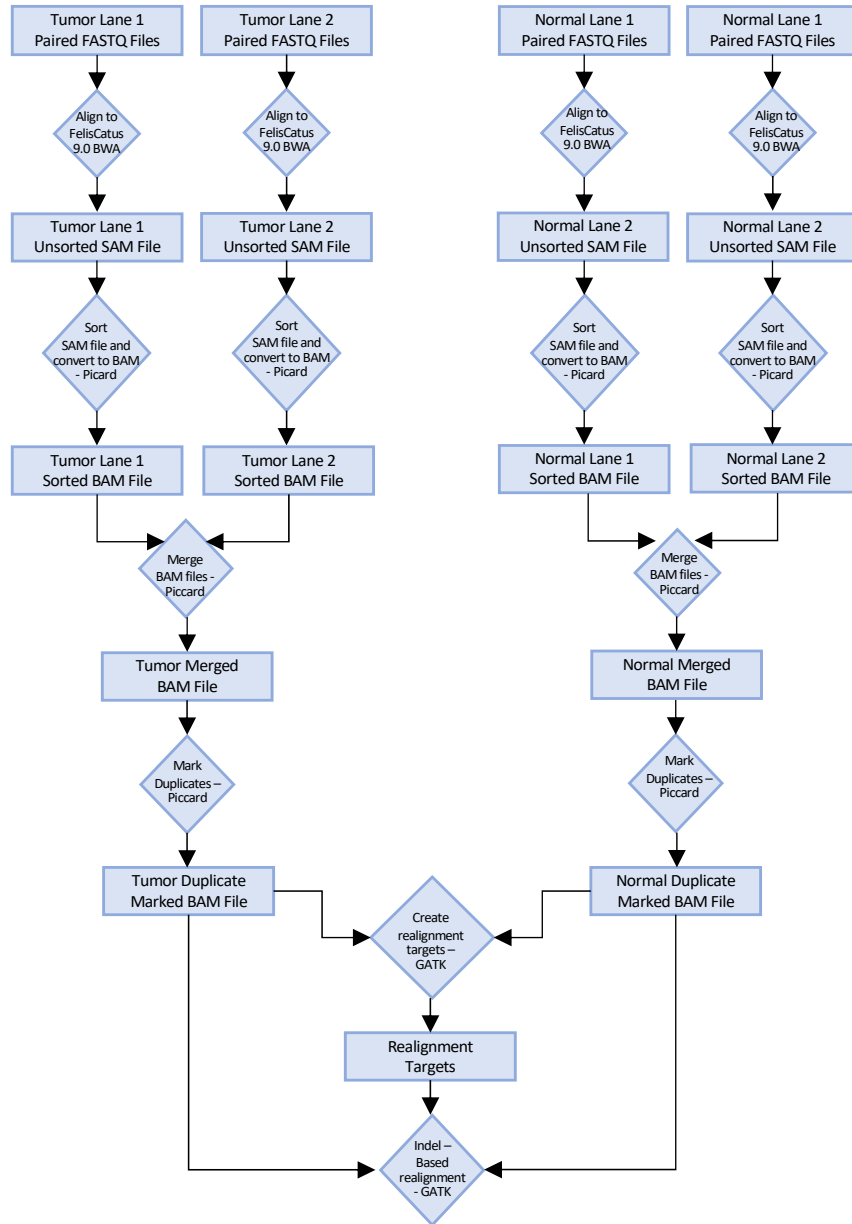 Tumor Lane 1
Paired FASTQ Files
Tumor Lane 2
Paired FASTQ Files
Normal Lane 1
Paired FASTQ Files
Normal Lane 1
Paired FASTQ Files
Align to
FelisCatus
9.0 BWA
Align to
FelisCatus
9.0 BWA
Align to
FelisCatus
9.0 BWA
Align to
FelisCatus
9.0 BWA
Tumor Lane 1
Unsorted SAM File
Tumor Lane 2
Unsorted SAM File
Normal Lane 2
Unsorted SAM File
Normal Lane 2
Unsorted SAM File
Sort
SAM file and
convert to BAM
- Picard
Sort
SAM file and
convert to BAM
- Picard
Sort
SAM file and
convert to BAM
- Picard
Sort
SAM file and
convert to BAM
- Picard
Tumor Lane 1
Sorted BAM File
Tumor Lane 2
Sorted BAM File
Normal Lane 1
Sorted BAM File
Normal Lane 2
Sorted BAM File
Merge
BAM files -
Piccard
Merge
BAM files -
Piccard
Tumor Merged
BAM File
Normal Merged
BAM File
Mark
Duplicates –
Piccard
Mark
Duplicates –
Piccard
Tumor Duplicate
Marked BAM File
Normal Duplicate
Marked BAM File
Create
realignment
targets –
GATK
Realignment
Targets
Indel –
Based
realignment
- GATK